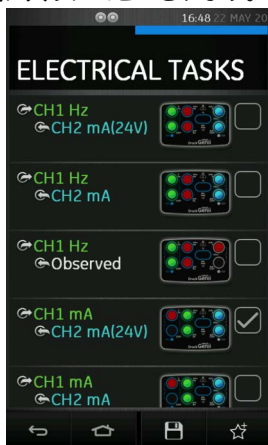 16:48 22 MAY 20
ELECTRICAL TASKS
CH1 Hz
CH2 mA(24V)
CH1 Hz
CH2 mA
CH1 Hz
Observed
CH1 mA
CH2 mA(24V)
CH1 mA
CH2 mA